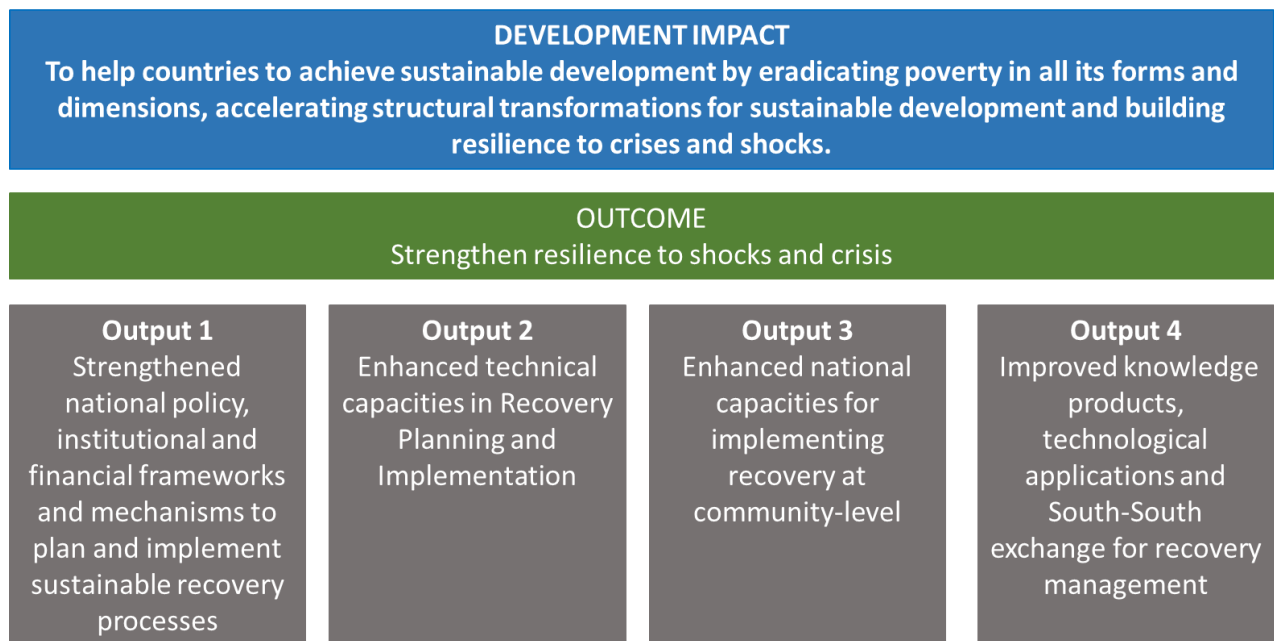 DEVELOPMENT IMPACT
To help countries to achieve sustainable development by eradicating poverty in all its forms and
dimensions, accelerating structural transformations for sustainable development and building
resilience to crises and shocks.
OUTCOME
Strengthen resilience to shocks and crisis
Output 1
Strengthened
national policy,
institutional and
financial frameworks
and mechanisms to
plan and implement
sustainable recovery
processes
Output 2
Enhanced technical
capacities in Recovery
Planning and
Implementation
Output 3
Enhanced national
capacities for
implementing
recovery at
community-level
Output 4
Improved knowledge
products,
technological
applications and
South-South
exchange for recovery
management